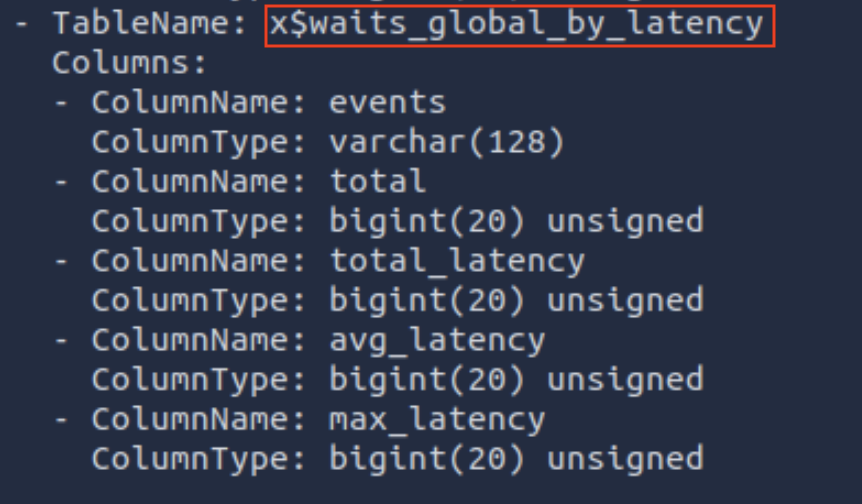 - TableName: x$waits_global_by_latency
Columns:
- ColumnName: events
ColumnType: varchar(128)
- ColumnName: total
ColumnType: bigint(20) unsigned
- ColumnName: total_latency
ColumnType: bigint(20) unsigned
- ColumnName: avg_latency
ColumnType: bigint(20) unsigned
- ColumnName: max_latency
ColumnType: bigint(20) unsigned